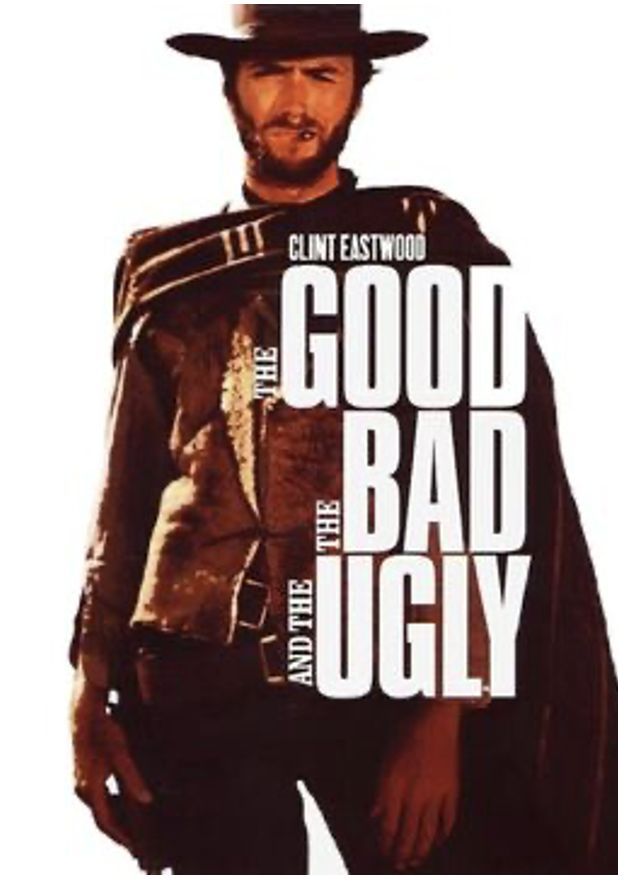 CLINT EASTWOOD
THE GOOD
THE BAD
AND THE UGLY